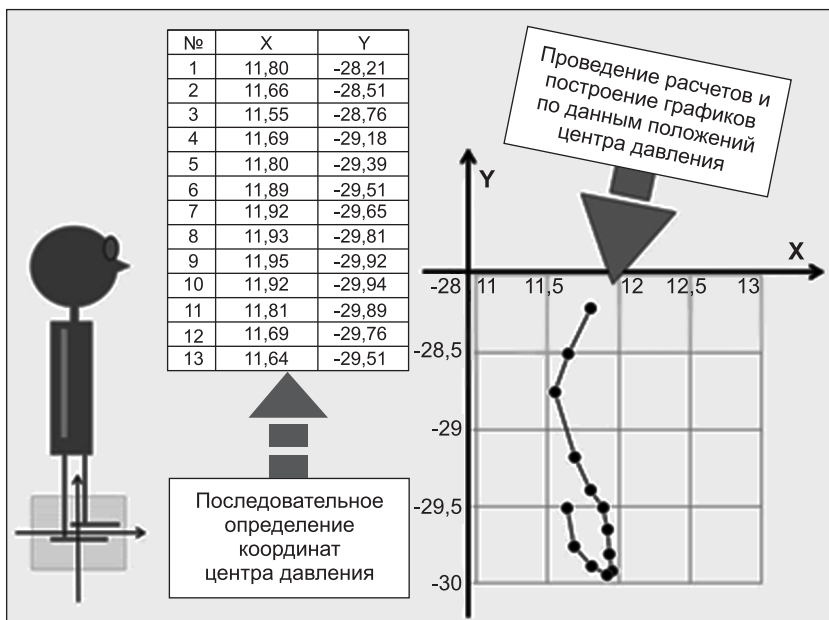 № X Y
1 11,80 -28,21
2 11,66 -28,51
3 11,55 -28,76
4 11,69 -29,18
5 11,80 -29,39
6 11,89 -29,51
7 11,92 -29,65
8 11,93 -29,81
9 11,95 -29,92
10 11,92 -29,94
11 11,81 -29,89
12 11,69 -29,76
13 11,64 -29,51
Последовательное
определение
координат
центра давления
Проведение расчетов и
построение графиков
по данным положений
центра давления
Y
X
-28 11 11,5 12 12,5 13
-28,5
-29
-29,5
-30